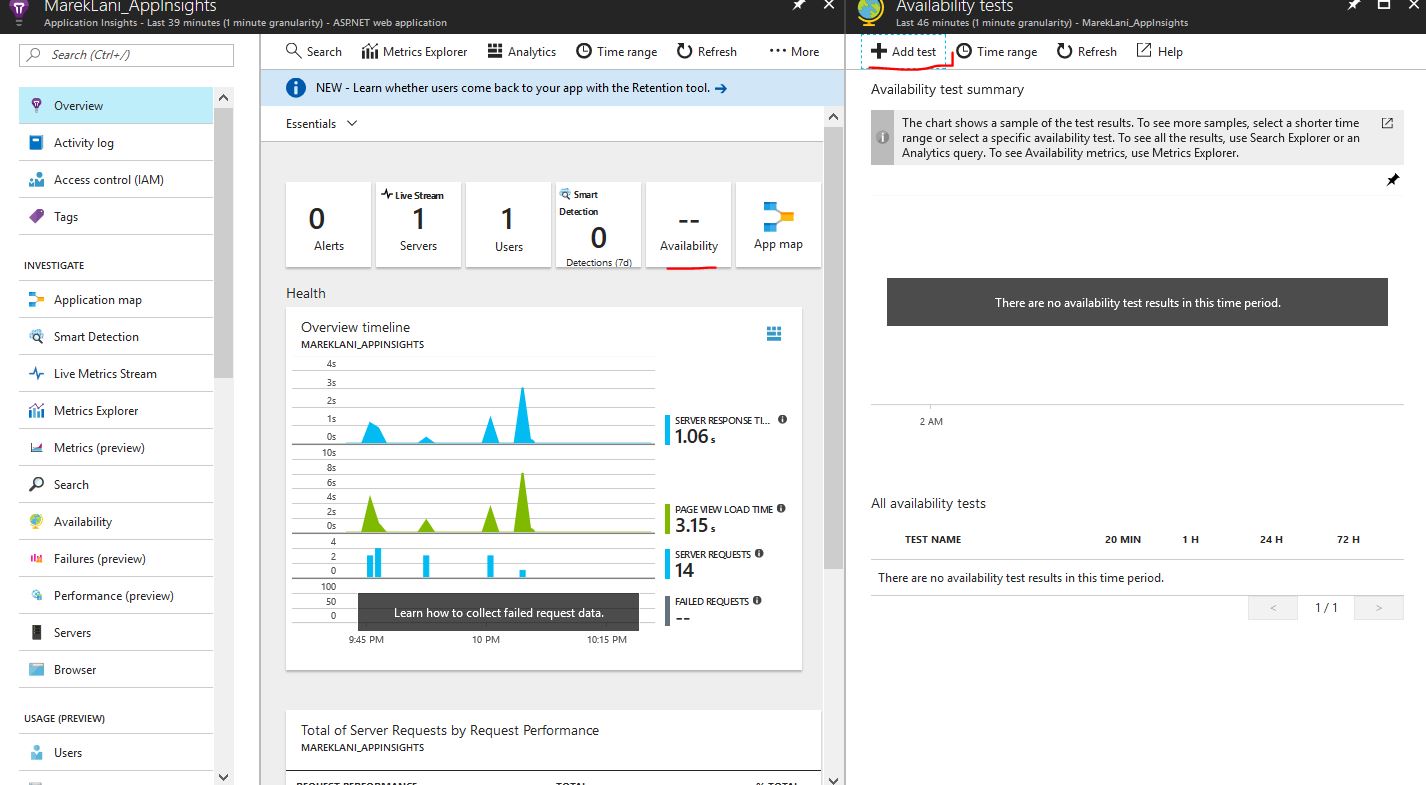 MarekLani_AppInsights
Application Insights - Last 39 minutes (1 minute granularity) - ASP.NET web application
Search (Ctrl+/)
Overview
Activity log
Access control (IAM)
Tags
INVESTIGATE
Application map
Smart Detection
Live Metrics Stream
Metrics Explorer
Metrics (preview)
Search
Availability
Failures (preview)
Performance (preview)
Servers
Browser
USAGE (PREVIEW)
Users
Search Metrics Explorer Analytics Time range Refresh ··· More
NEW - Learn whether users come back to your app with the Retention tool. →
Essentials
0
Alerts
Live Stream
1
Servers
1
Users
Smart
Detection
0
Detections (7d)
--
Availability
App map
Health
Overview timeline
MAREKLANI_APPINSIGHTS
4s
3s
2s
1s
0s
SERVER RESPONSE TI...
1.06 s
10s
8s
6s
4s
2s
0s
PAGE VIEW LOAD TIME
3.15 s
4
2
0
SERVER REQUESTS
14
100
50
0
Learn how to collect failed request data.
FAILED REQUESTS
--
9:45 PM 10 PM 10:15 PM
Total of Server Requests by Request Performance
MAREKLANI_APPINSIGHTS
REQUEST PERFORMANCE TOTAL % TOTAL
Availability tests
Last 46 minutes (1 minute granularity) - MarekLani_AppInsights
Add test Time range Refresh Help
Availability test summary
The chart shows a sample of the test results. To see more samples, select a shorter time
range or select a specific availability test. To see all the results, use Search Explorer or an
Analytics query. To see Availability metrics, use Metrics Explorer.
There are no availability test results in this time period.
2 AM
All availability tests
TEST NAME 20 MIN 1 H 24 H 72 H
There are no availability test results in this time period.
< 1 / 1 >